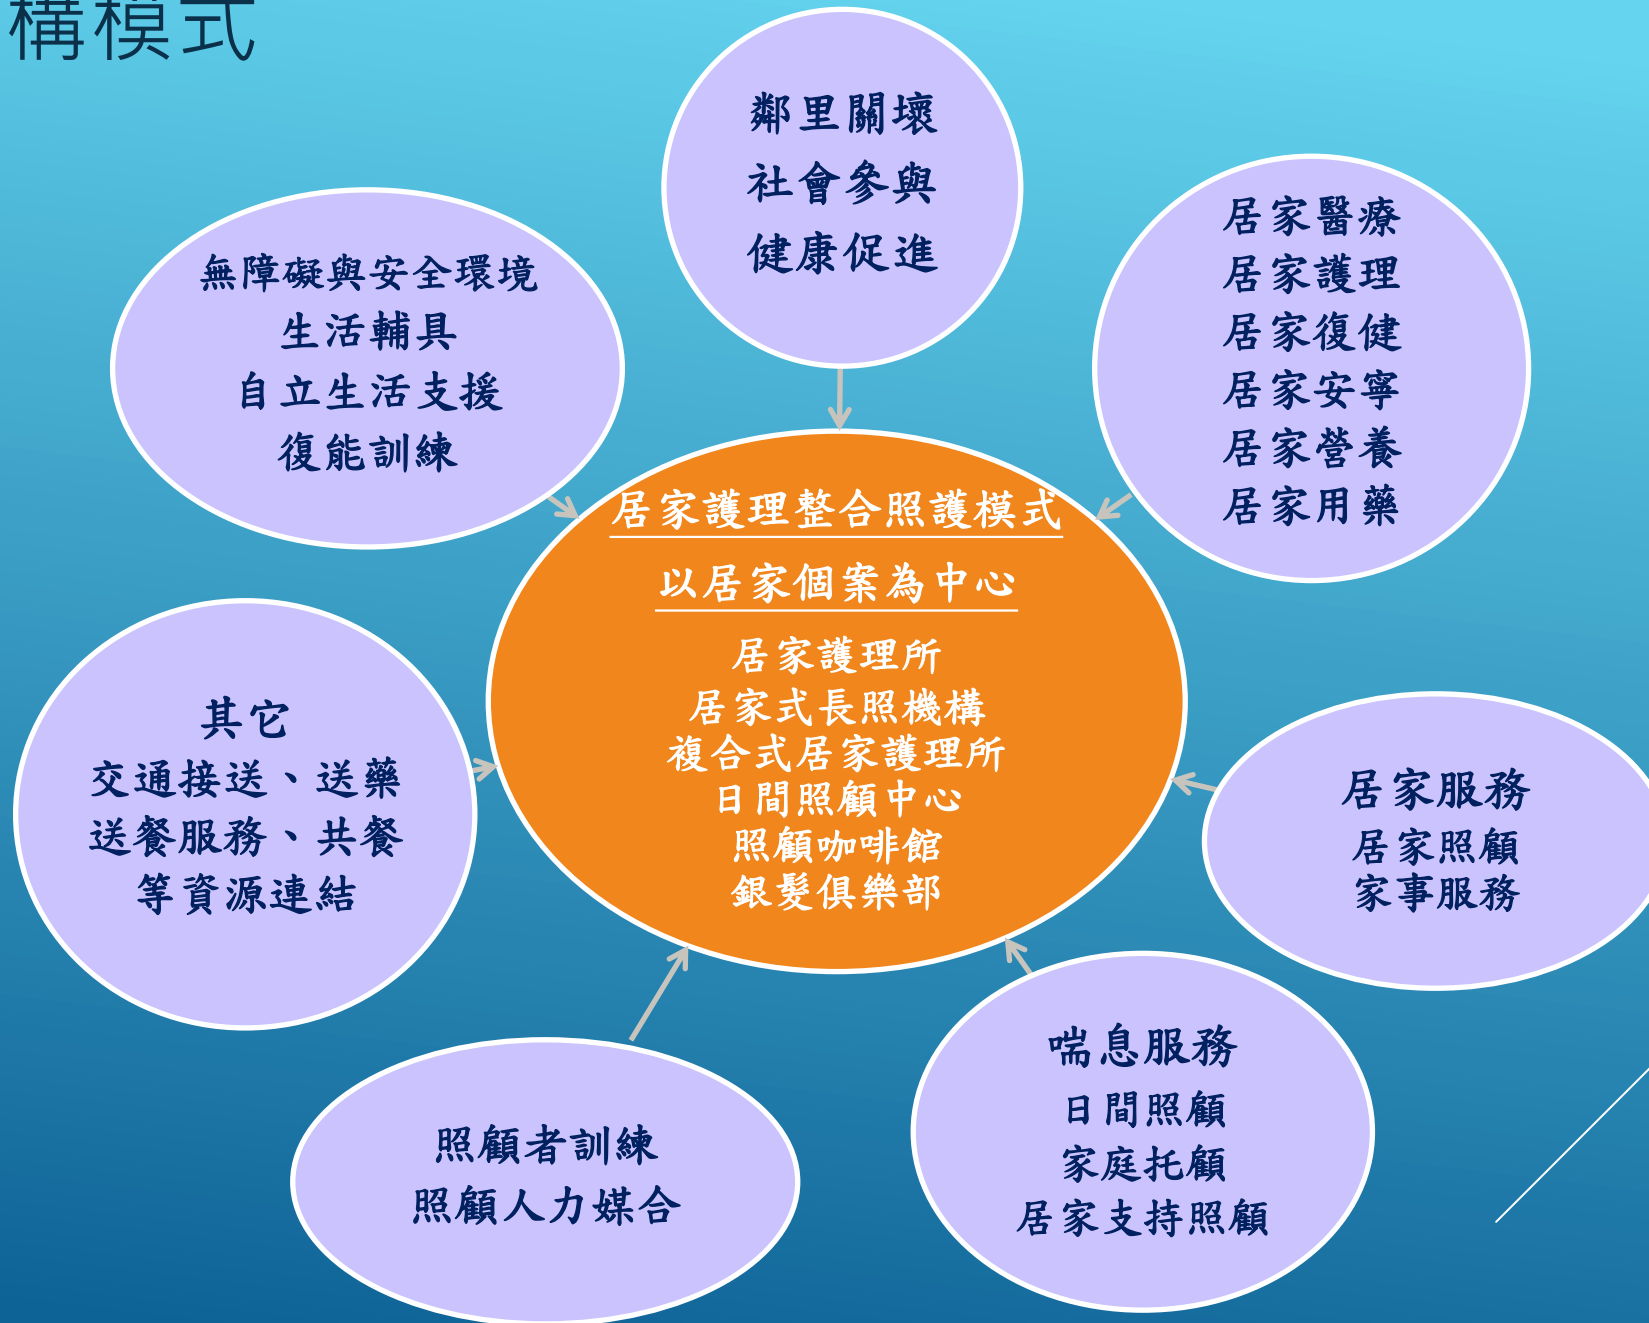 構模式
鄰里關壞
社會參與
健康促進
無障礙與安全環境
生活輔具
自立生活支援
復能訓練
居家醫療
居家護理
居家復健
居家安寧
居家營養
居家用藥
居家護理整合照護模式
以居家個案為中心
居家護理所
居家式長照機構
複合式居家護理所
日間照顧中心
照顧咖啡館
銀髮俱樂部
其它
交通接送、送藥
送餐服務、共餐
等資源連結
居家服務
居家照顧
家事服務
照顧者訓練
照顧人力媒合
喘息服務
日間照顧
家庭托顧
居家支持照顧